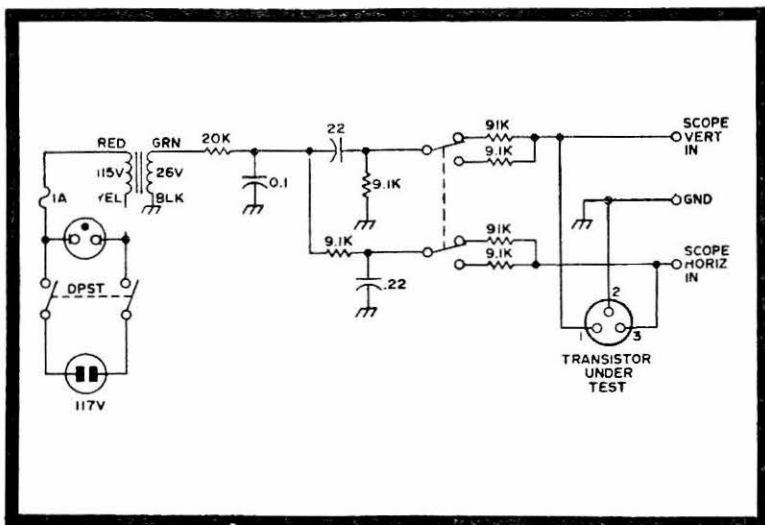 RED
GRN
20K
22
91K
9.1K
SCOPE
VERT
IN
115V
26V
1A
YEL
BLK
0.1
9.1K
GND
9.1K
91K
9.1K
SCOPE
HORIZ
IN
DPST
.22
2
1
3
TRANSISTOR
UNDER
TEST
117V